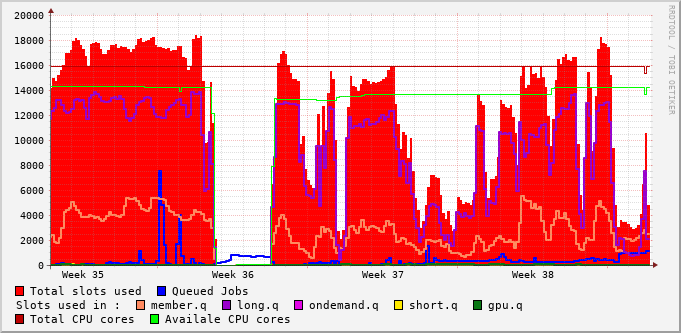 20000
18000
16000
14000
12000
10000
8000
6000
4000
2000
0
Week 35 Week 36 Week 37 Week 38
RRDTOOL / TOBI OETIKER
Total slots used Queued Jobs
Slots used in : member.q long.q ondemand.q short.q gpu.q
Total CPU cores Availale CPU cores